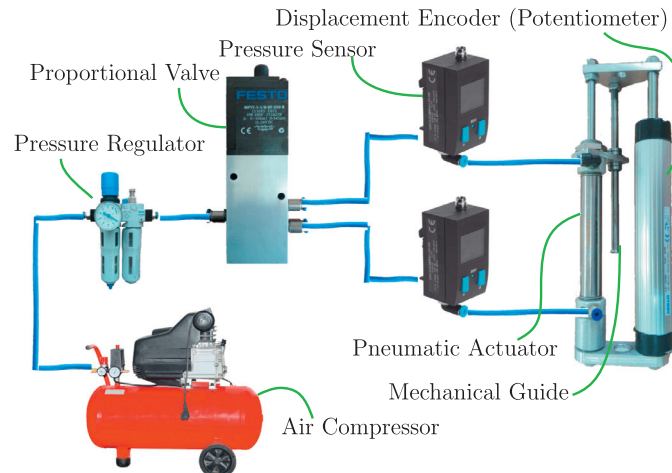 Displacement Encoder (Potentiometer)
Pressure Sensor
Proportional Valve
FESTO
Pressure Regulator
Pneumatic Actuator
Mechanical Guide
Air Compressor